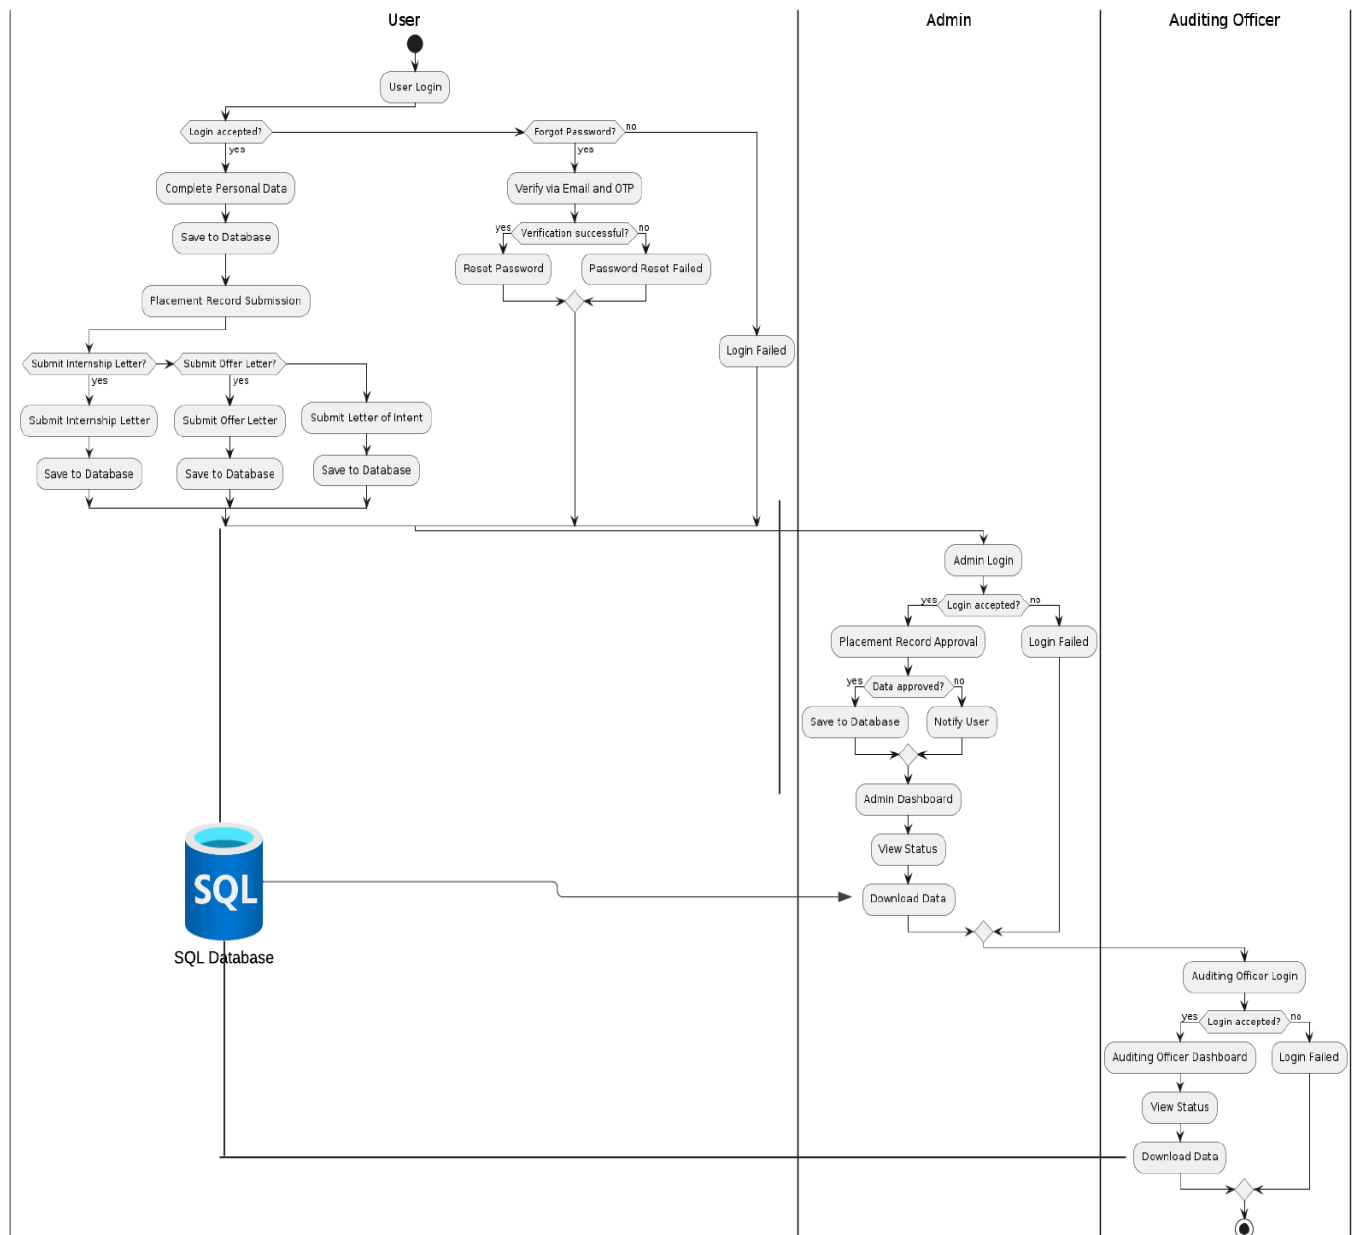 User
Admin
Auditing Officer
User Login
Login accepted?
yes
Forgot Password?
no
yes
Complete Personal Data
Verify via Email and OTP
Save to Database
yes
Verification successful?
no
Reset Password
Password Reset Failed
Placement Record Submission
Login Failed
Submit Internship Letter?
yes
Submit Offer Letter?
yes
Submit Internship Letter
Submit Offer Letter
Submit Letter of Intent
Save to Database
Save to Database
Save to Database
Admin Login
yes
Login accepted?
no
Placement Record Approval
Login Failed
yes
Data approved?
no
Save to Database
Notify User
Admin Dashboard
View Status
SQL
Download Data
SQL Database
Auditing Officer Login
yes
Login accepted?
no
Auditing Officer Dashboard
Login Failed
View Status
Download Data